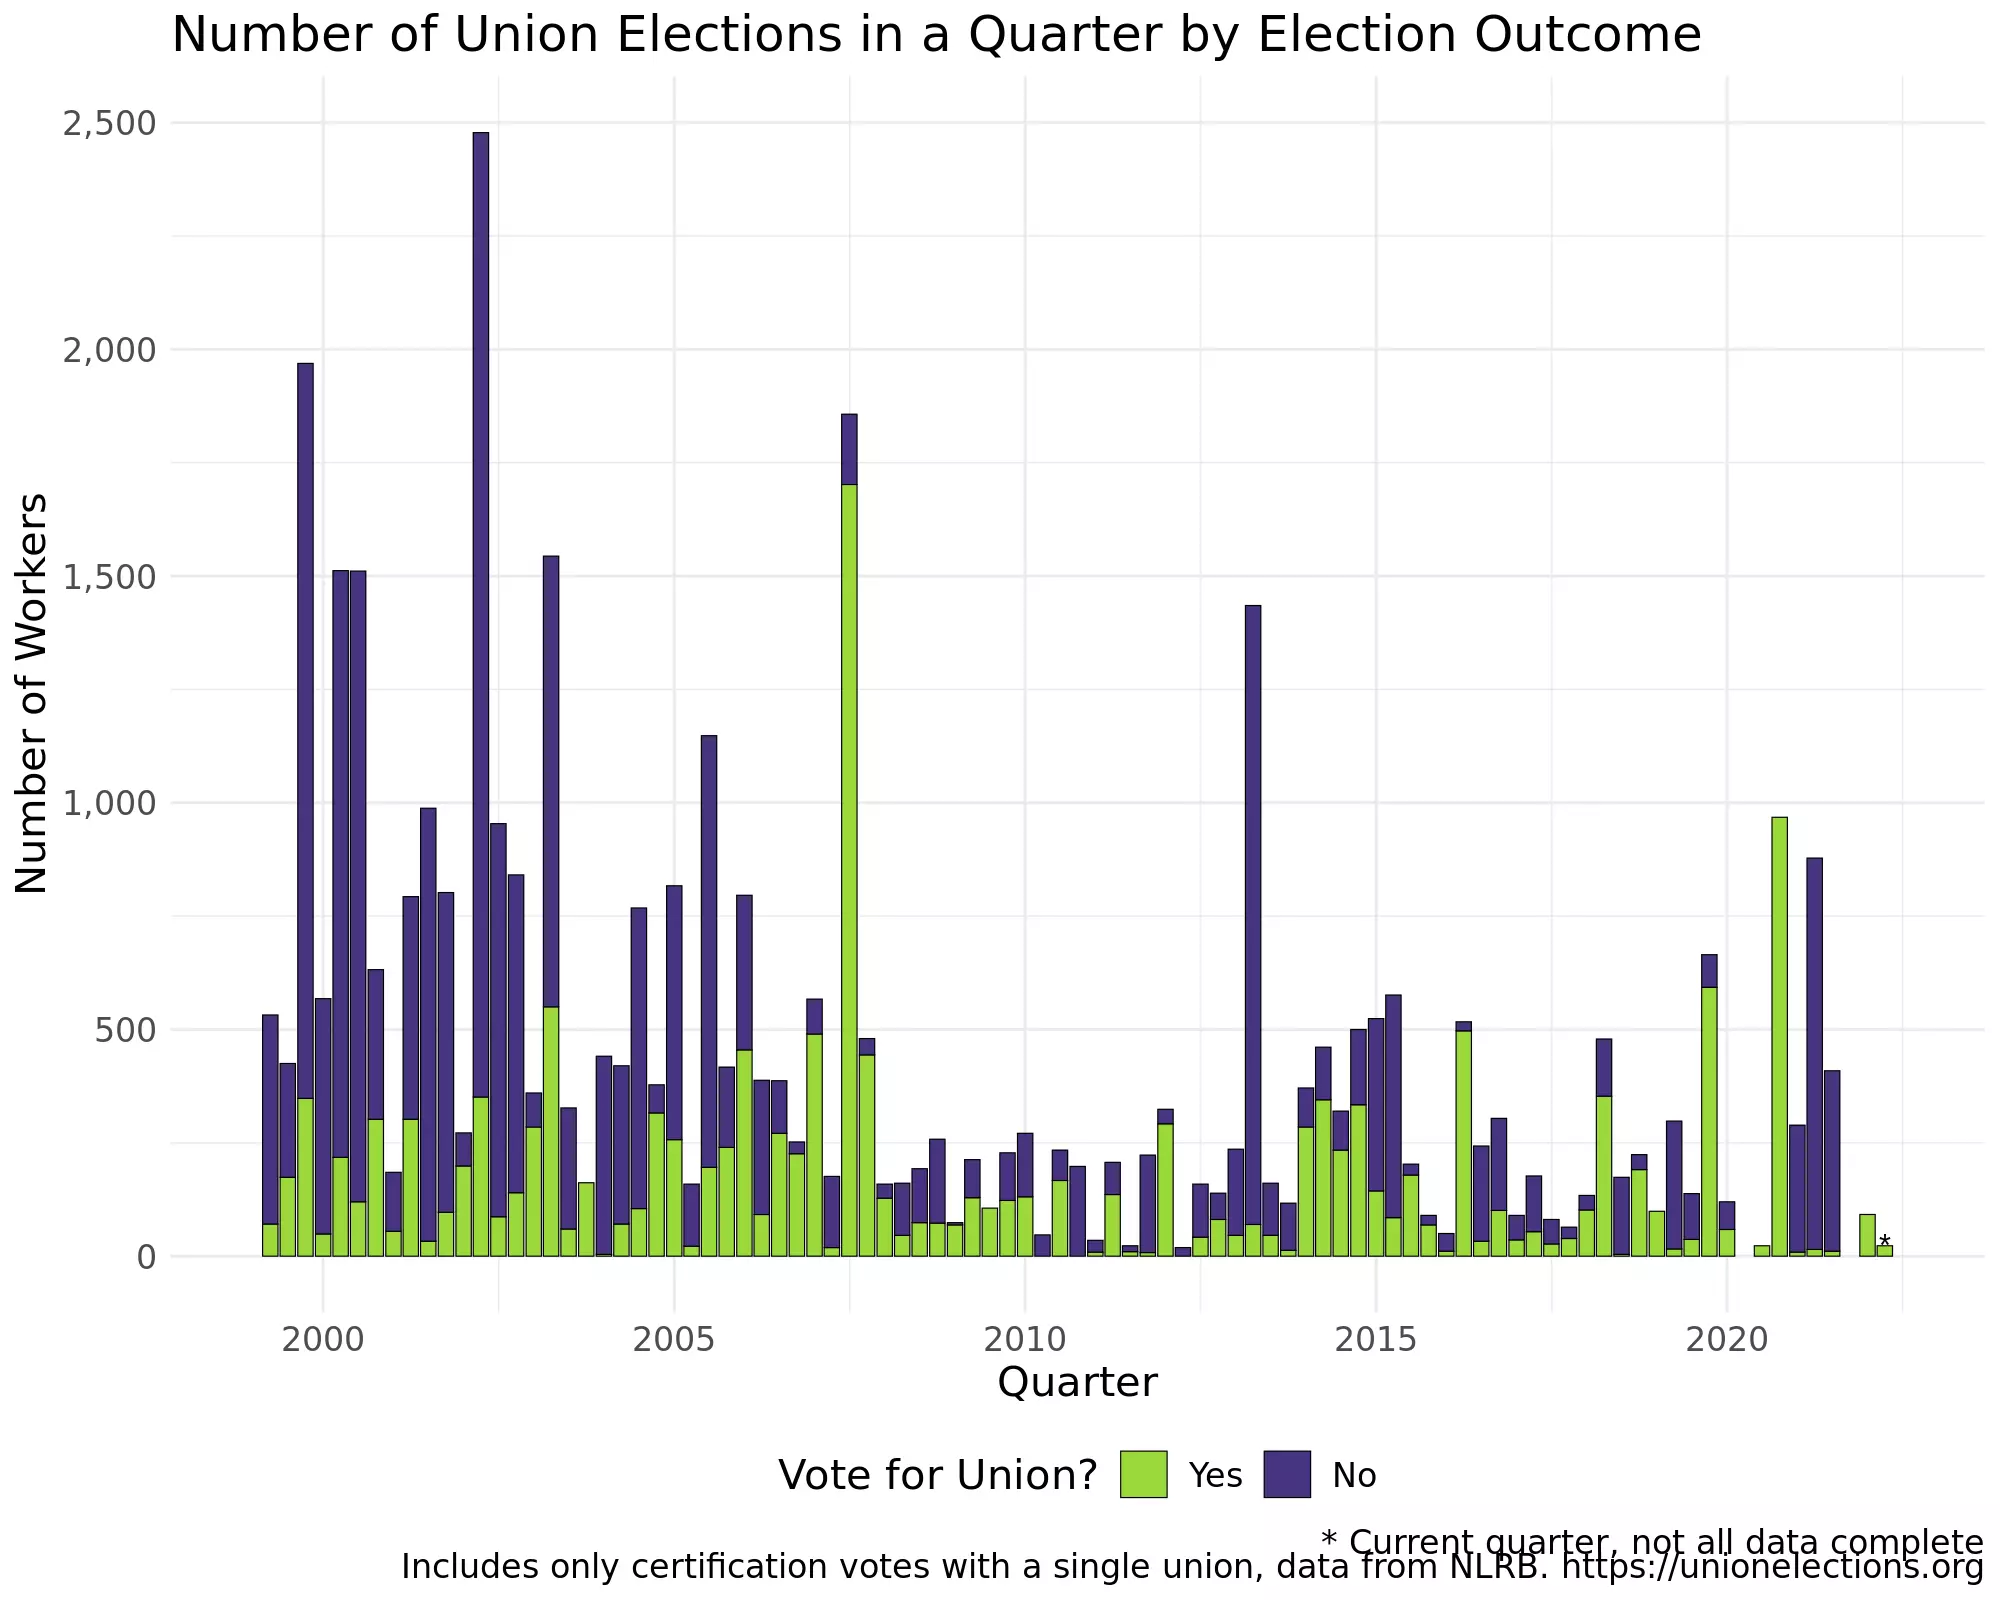 Number of Union Elections in a Quarter by Election Outcome
Number of Workers
2,500
2,000
1,500
1,000
500
0
*
2000 2005 2010 2015 2020
Quarter
Vote for Union? Yes No
* Current quarter, not all data complete
Includes only certification votes with a single union, data from NLRB. https://unionelections.org